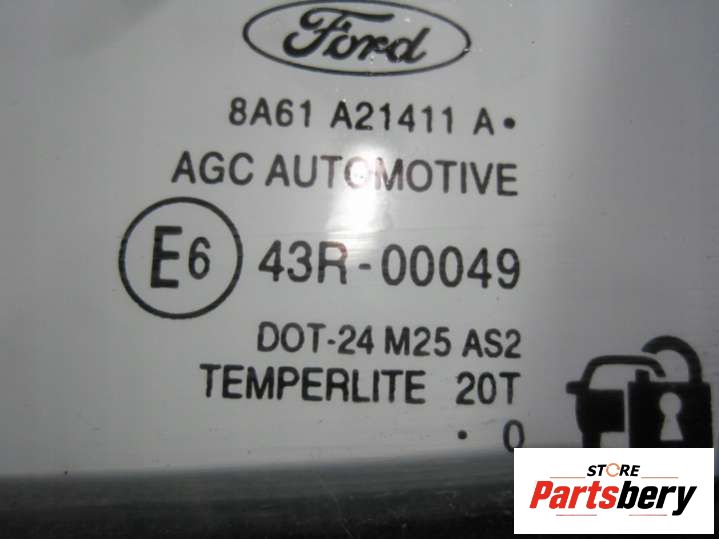 Ford
8A61 A21411 A•
AGC AUTOMOTIVE
E6 43R-00049
DOT-24 M25 AS2
TEMPERLITE 20T
• 0
STORE
Partsbery